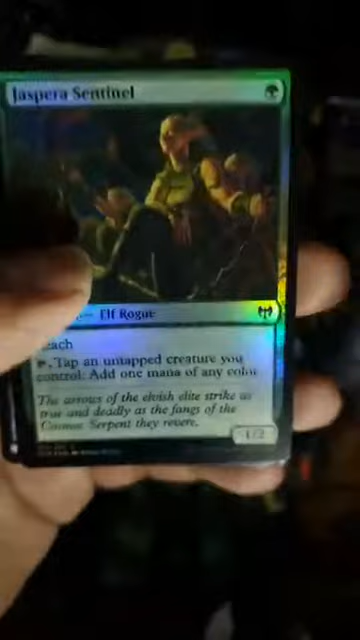 Jaspera Sentinel
— Elf Rogue
each
, Tap an untapped creature you
control: Add one mana of any color
The arrows of the elvish elite strike as
true and deadly as the fangs of the
Cosmos Serpent they revere.
1/2